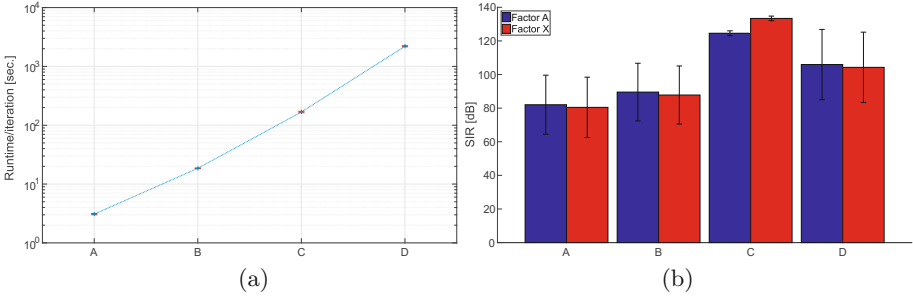 10^4
10^3
10^2
10^1
10^0
Runtime/iteration [sec.]
A B C D
(a)
140
120
100
80
60
40
20
0
SIR [dB]
Factor A
Factor X
A B C D
(b)